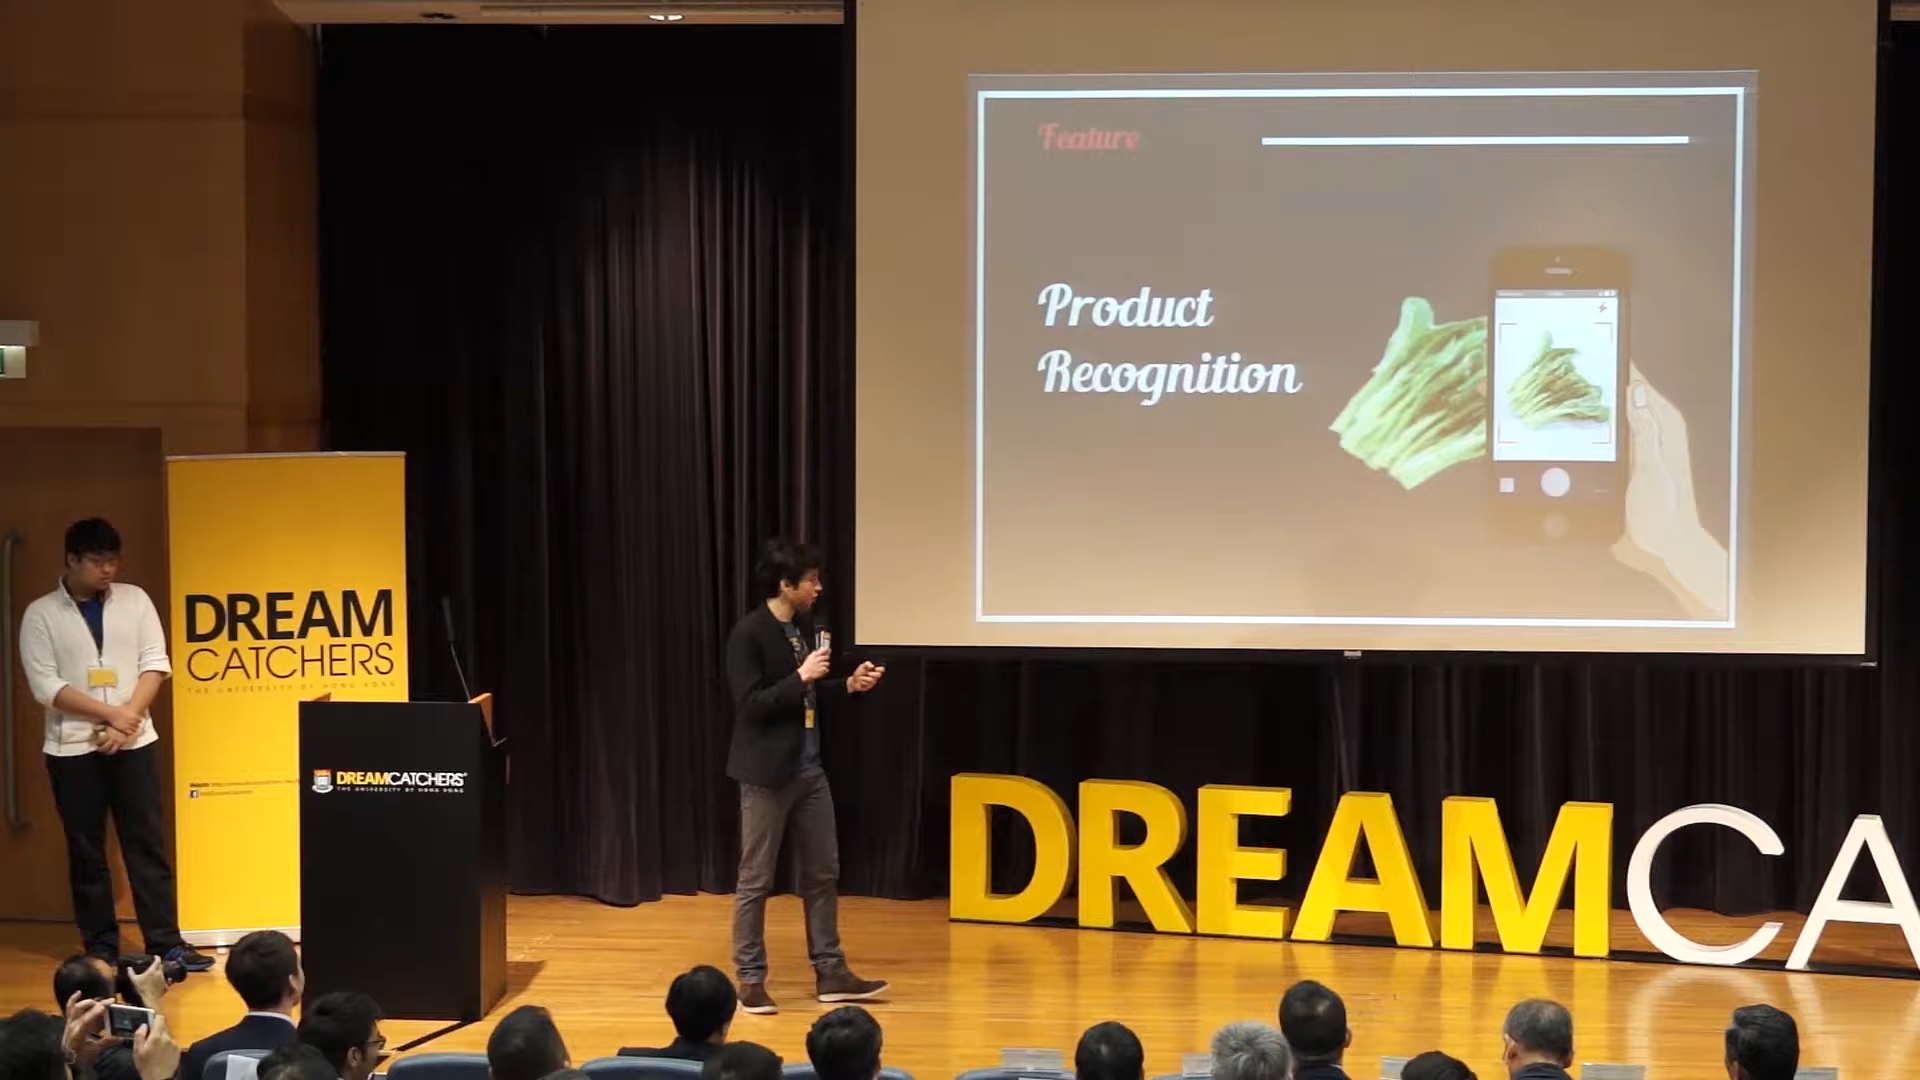 Feature
Product
Recognition
DREAM
CATCHERS
THE UNIVERSITY OF HONG KONG
DREAMCATCHERS
THE UNIVERSITY OF HONG KONG
DREAMCA